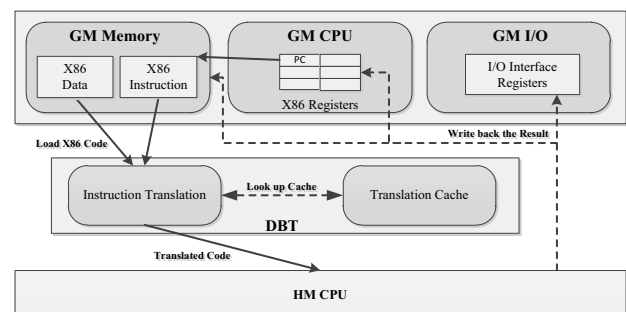 GM Memory
GM CPU
GM I/O
X86
Data
X86
Instruction
PC
X86 Registers
I/O Interface
Registers
Load X86 Code
Write back the Result
Instruction Translation
Look up Cache
Translation Cache
DBT
Translated Code
HM CPU